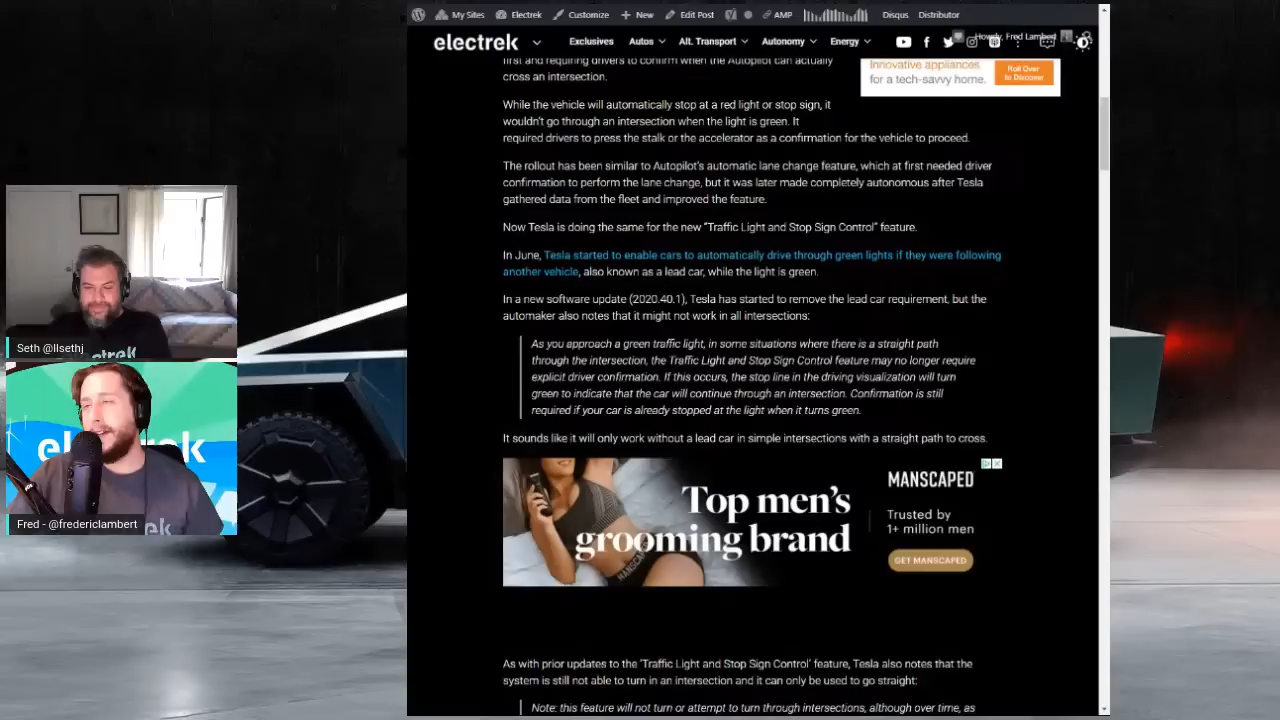 My Sites
Electrek
Customize
New
Edit Post
AMP
Disqus
Distributor
Howdy, Fred Lambert
electrek
Exclusives
Autos
Alt. Transport
Autonomy
Energy
first and requiring drivers to confirm when the Autopilot can actually
cross an intersection.
Innovative appliances
for a tech-savvy home.
Roll Over
to Discover
While the vehicle will automatically stop at a red light or stop sign, it
wouldn't go through an intersection when the light is green. It
required drivers to press the stalk or the accelerator as a confirmation for the vehicle to proceed.
The rollout has been similar to Autopilot's automatic lane change feature, which at first needed driver
confirmation to perform the lane change, but it was later made completely autonomous after Tesla
gathered data from the fleet and improved the feature.
Now Tesla is doing the same for the new "Traffic Light and Stop Sign Control" feature.
In June, Tesla started to enable cars to automatically drive through green lights if they were following
another vehicle, also known as a lead car, while the light is green.
In a new software update (2020.40.1), Tesla has started to remove the lead car requirement, but the
automaker also notes that it might not work in all intersections:
As you approach a green traffic light, in some situations where there is a straight path
through the intersection, the Traffic Light and Stop Sign Control feature may no longer require
explicit driver confirmation. If this occurs, the stop line in the driving visualization will turn
green to indicate that the car will continue through an intersection. Confirmation is still
required if your car is already stopped at the light when it turns green.
It sounds like it will only work without a lead car in simple intersections with a straight path to cross.
Top men's
grooming brand
MANSCAPED
Trusted by
1+ million men
GET MANSCAPED
MANSCAPED
As with prior updates to the 'Traffic Light and Stop Sign Control' feature, Tesla also notes that the
system is still not able to turn in an intersection and it can only be used to go straight:
Note: this feature will not turn or attempt to turn through intersections, although over time, as
trek
Seth @llsethj
electrek
ek
Fred - @fredericlambert